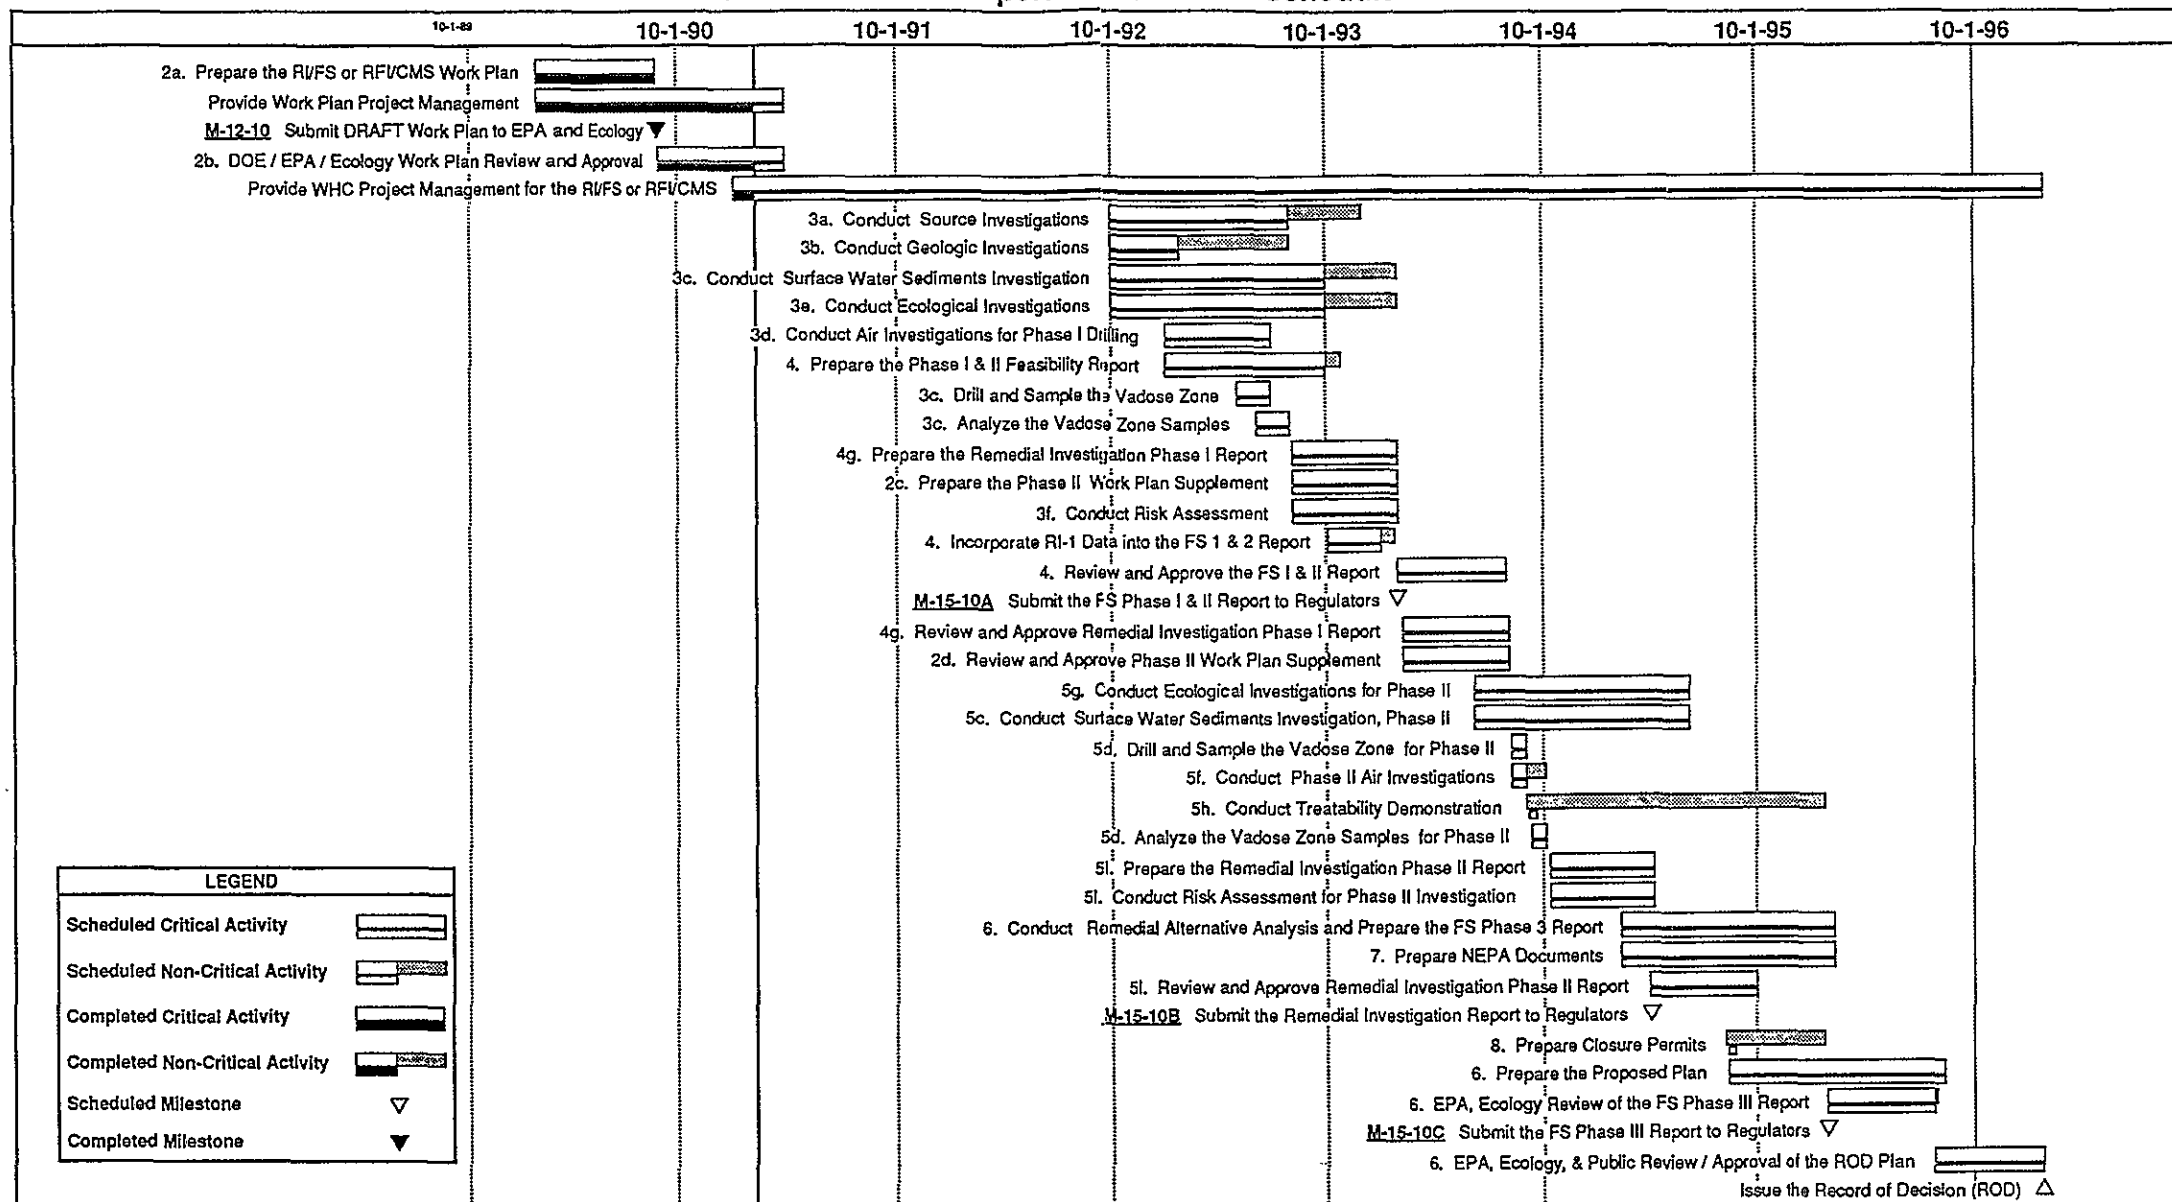 10-1-89 10-1-90 10-1-91 10-1-92 10-1-93 10-1-94 10-1-95 10-1-96
2a. Prepare the RI/FS or RFI/CMS Work Plan
Provide Work Plan Project Management
M-12-10 Submit DRAFT Work Plan to EPA and Ecology
2b. DOE / EPA / Ecology Work Plan Review and Approval
Provide WHC Project Management for the RI/FS or RFI/CMS
3a. Conduct Source Investigations
3b. Conduct Geologic Investigations
3c. Conduct Surface Water Sediments Investigation
3e. Conduct Ecological Investigations
3d. Conduct Air Investigations for Phase I Drilling
4. Prepare the Phase I & II Feasibility Report
3c. Drill and Sample the Vadose Zone
3c. Analyze the Vadose Zone Samples
4g. Prepare the Remedial Investigation Phase I Report
2c. Prepare the Phase II Work Plan Supplement
3f. Conduct Risk Assessment
4. Incorporate RI-1 Data into the FS 1 & 2 Report
4. Review and Approve the FS I & II Report
M-15-10A Submit the FS Phase I & II Report to Regulators
4g. Review and Approve Remedial Investigation Phase I Report
2d. Review and Approve Phase II Work Plan Supplement
5g. Conduct Ecological Investigations for Phase II
5c. Conduct Surface Water Sediments Investigation, Phase II
5d. Drill and Sample the Vadose Zone for Phase II
5f. Conduct Phase II Air Investigations
5h. Conduct Treatability Demonstration
5d. Analyze the Vadose Zone Samples for Phase II
5l. Prepare the Remedial Investigation Phase II Report
5l. Conduct Risk Assessment for Phase II Investigation
6. Conduct Remedial Alternative Analysis and Prepare the FS Phase 3 Report
7. Prepare NEPA Documents
5l. Review and Approve Remedial Investigation Phase II Report
M-15-10B Submit the Remedial Investigation Report to Regulators
8. Prepare Closure Permits
6. Prepare the Proposed Plan
6. EPA, Ecology Review of the FS Phase III Report
M-15-10C Submit the FS Phase III Report to Regulators
6. EPA, Ecology, & Public Review / Approval of the ROD Plan
Issue the Record of Decision (ROD)
LEGEND
Scheduled Critical Activity
Scheduled Non-Critical Activity
Completed Critical Activity
Completed Non-Critical Activity
Scheduled Milestone
Completed Milestone